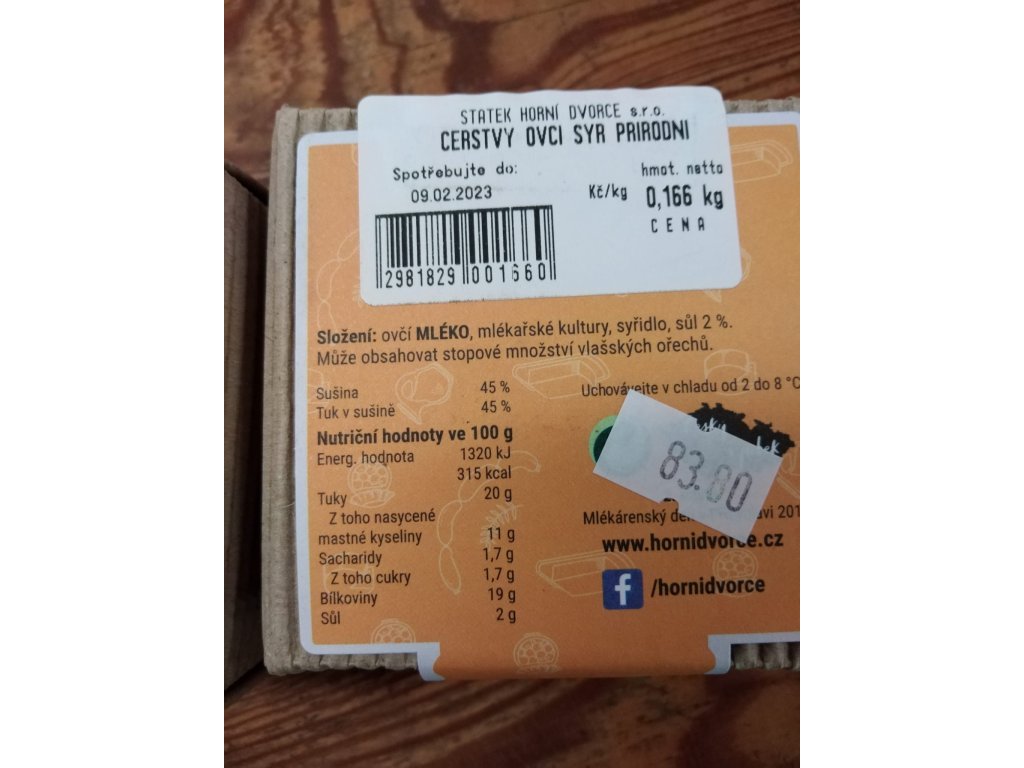 STATEK HORNÍ DVORCE s.r.o.
CERSTVY OVCI SYR PRIRODNI
Spotřebujte do:
09.02.2023
hmot. netto
Kč/kg 0,166 kg
CENA
2981829 001660
Složení: ovčí MLÉKO, mlékařské kultury, syřidlo, sůl 2 %.
Může obsahovat stopové množství vlašských ořechů.
Sušina 45 %
Tuk v sušině 45 %
Nutriční hodnoty ve 100 g
Energ. hodnota 1320 kJ
315 kcal
Tuky 20 g
Z toho nasycené
mastné kyseliny 11 g
Sacharidy 1,7 g
Z toho cukry 1,7 g
Bílkoviny 19 g
Sůl 2 g
Uchovávejte v chladu od 2 do 8 °C
83.80
Mlékárenský 201
www.hornidvorce.cz
f /hornidvorce